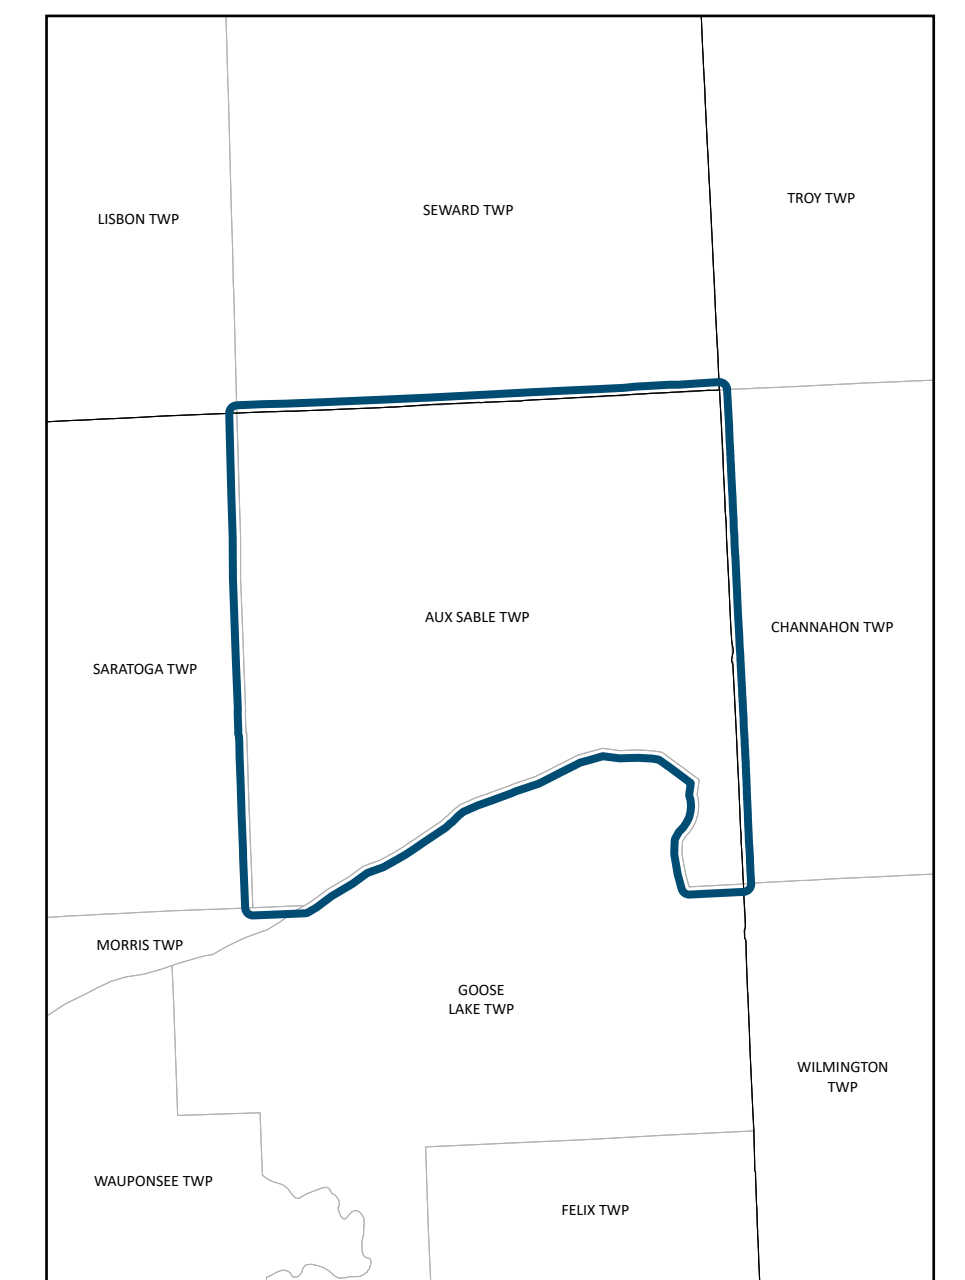 TROY TWP
SEWARD TWP
LISBON TWP
AUX SABLE TWP
CHANNAHON TWP
SARATOGA TWP
MORRIS TWP
GOOSE
LAKE TWP
WILMINGTON
TWP
WAUPONSEE TWP
FELIX TWP